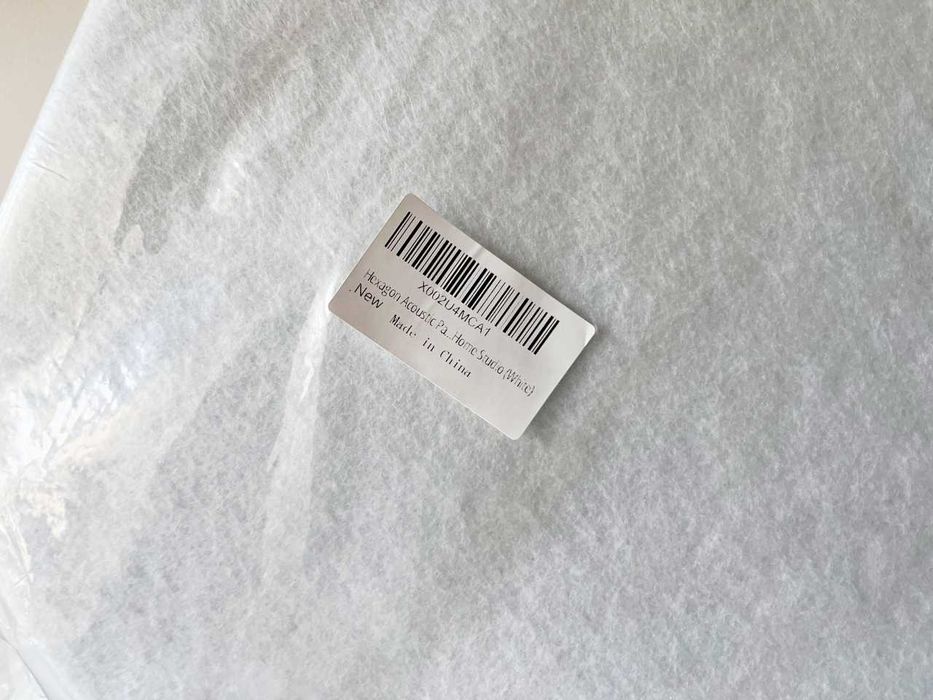 X002U4MCA1
Hexagon Acoustic Pa...Home Studio (White)
New
Made in China